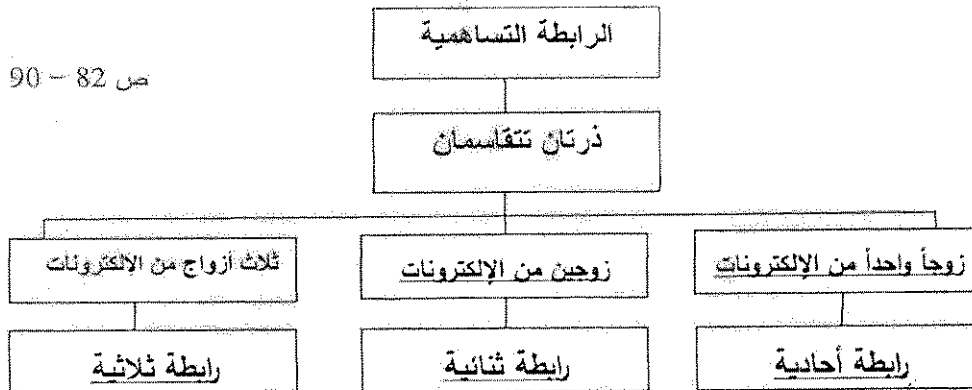 الرابطة التساهمية
ص 82 – 90
ذرتان تتقاسمان
زوجاً واحداً من الإلكترونات
زوجين من الإلكترونات
ثلاث أزواج من الإلكترونات
رابطة أحادية
رابطة ثنائية
رابطة ثلاثية